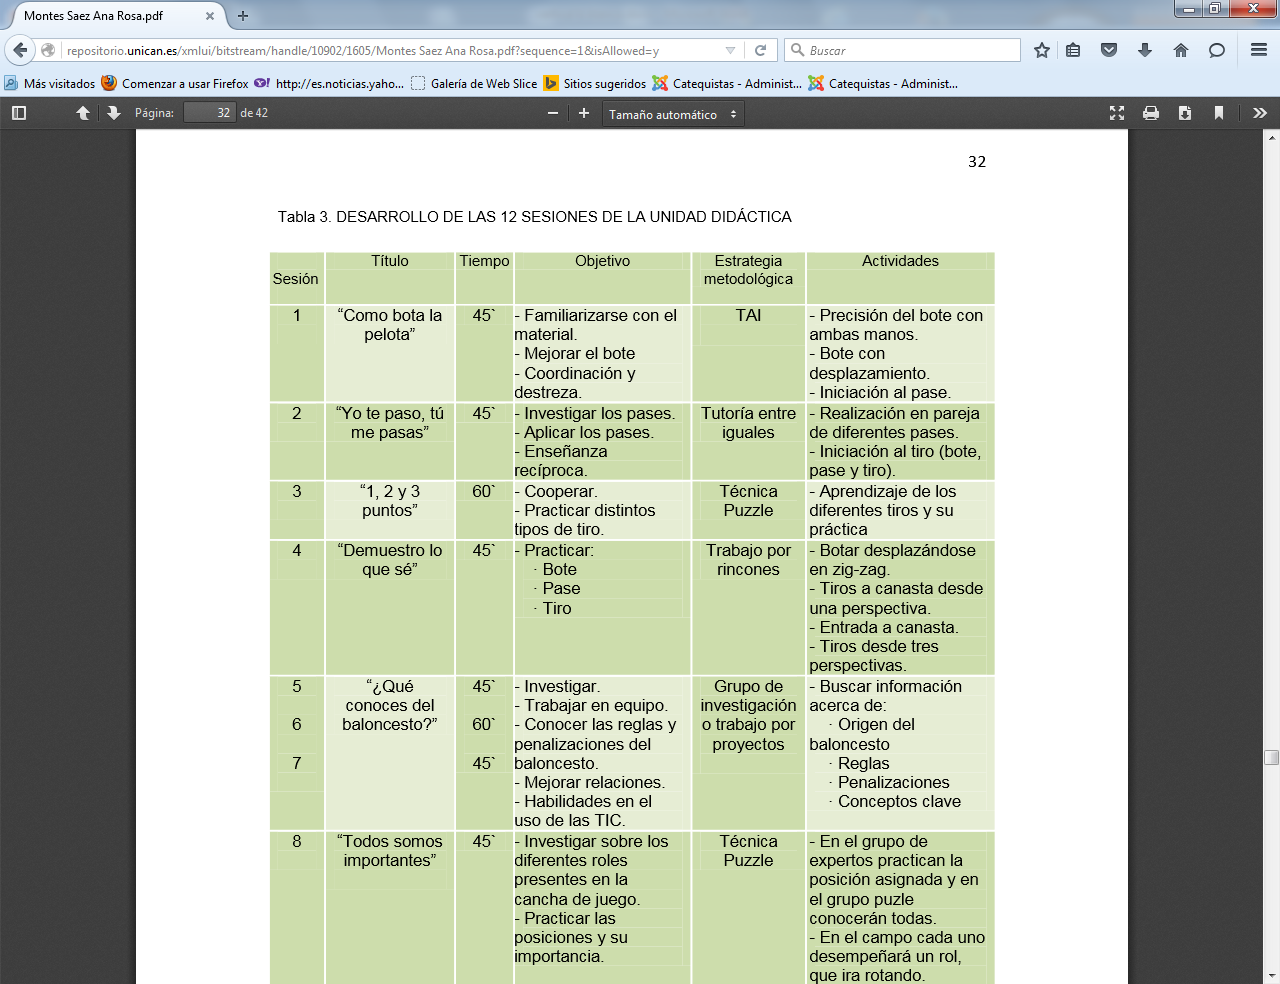 Montes Saez Ana Rosa.pdf
repositorio.unican.es/xmlui/bitstream/handle/10902/1605/Montes Saez Ana Rosa.pdf?sequence=1&isAllowed=y
Buscar
Más visitados
Comenzar a usar Firefox
http://es.noticias.yaho...
Galería de Web Slice
Sitios sugeridos
Catequistas - Administ...
Catequistas - Administ...
Página:
32
de 42
Tamaño automático
32
Tabla 3. DESARROLLO DE LAS 12 SESIONES DE LA UNIDAD DIDÁCTICA
Sesión
Título
Tiempo
Objetivo
Estrategia
metodológica
Actividades
1
“Como bota la
pelota”
45`
- Familiarizarse con el
material.
- Mejorar el bote
- Coordinación y
destreza.
TAI
- Precisión del bote con
ambas manos.
- Bote con
desplazamiento.
- Iniciación al pase.
2
“Yo te paso, tú
me pasas”
45`
- Investigar los pases.
- Aplicar los pases.
- Enseñanza
recíproca.
Tutoría entre
iguales
- Realización en pareja
de diferentes pases.
- Iniciación al tiro (bote,
pase y tiro).
3
“1, 2 y 3
puntos”
60`
- Cooperar.
- Practicar distintos
tipos de tiro.
Técnica
Puzzle
- Aprendizaje de los
diferentes tiros y su
práctica
4
“Demuestro lo
que sé”
45`
- Practicar:
· Bote
· Pase
· Tiro
Trabajo por
rincones
- Botar desplazándose
en zig-zag.
- Tiros a canasta desde
una perspectiva.
- Entrada a canasta.
- Tiros desde tres
perspectivas.
5
6
7
“¿Qué
conoces del
baloncesto?”
45`
60`
45`
- Investigar.
- Trabajar en equipo.
- Conocer las reglas y
penalizaciones del
baloncesto.
- Mejorar relaciones.
- Habilidades en el
uso de las TIC.
Grupo de
investigación
o trabajo por
proyectos
- Buscar información
acerca de:
· Origen del
baloncesto
· Reglas
· Penalizaciones
· Conceptos clave
8
“Todos somos
importantes”
45`
- Investigar sobre los
diferentes roles
presentes en la
cancha de juego.
- Practicar las
posiciones y su
importancia.
Técnica
Puzzle
- En el grupo de
expertos practican la
posición asignada y en
el grupo puzle
conocerán todas.
- En el campo cada uno
desempeñará un rol,
que ira rotando.